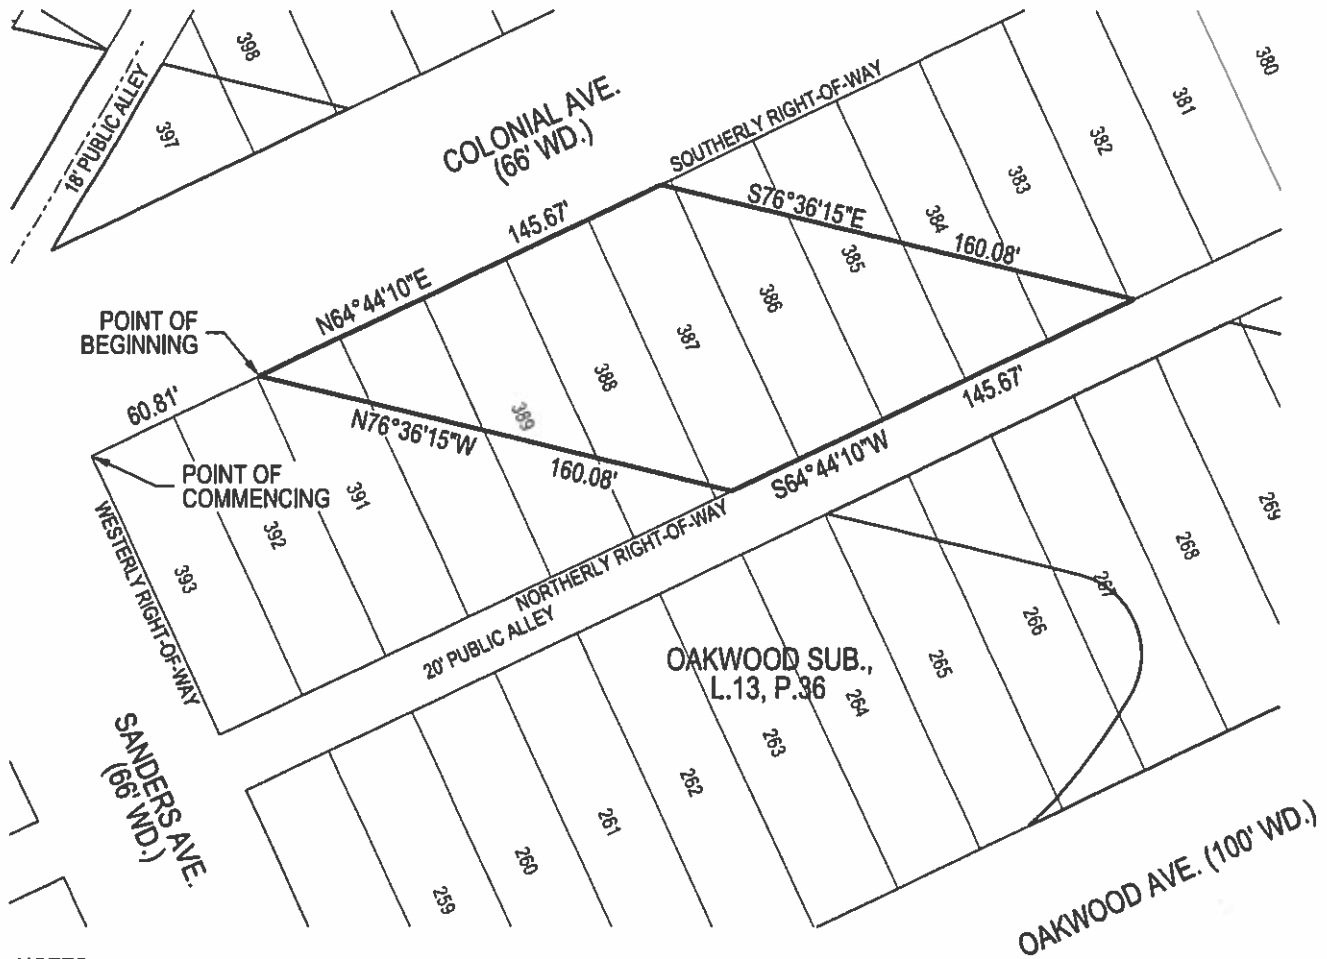 398
397
18' PUBLIC ALLEY
COLONIAL AVE.
(66' WD.)
SOUTHERLY RIGHT-OF-WAY
380
381
382
383
384
385
386
387
388
389
391
392
393
S76°36'15"E
160.08'
145.67'
N64°44'10"E
POINT OF
BEGINNING
60.81'
N76°36'15"W
160.08'
145.67'
S64°44'10"W
POINT OF
COMMENCING
WESTERLY RIGHT-OF-WAY
NORTHERLY RIGHT-OF-WAY
20' PUBLIC ALLEY
OAKWOOD SUB.,
L.13, P.36
SANDERS AVE.
(66' WD.)
259
260
261
262
263
264
265
266
267
268
269
OAKWOOD AVE. (100' WD.)